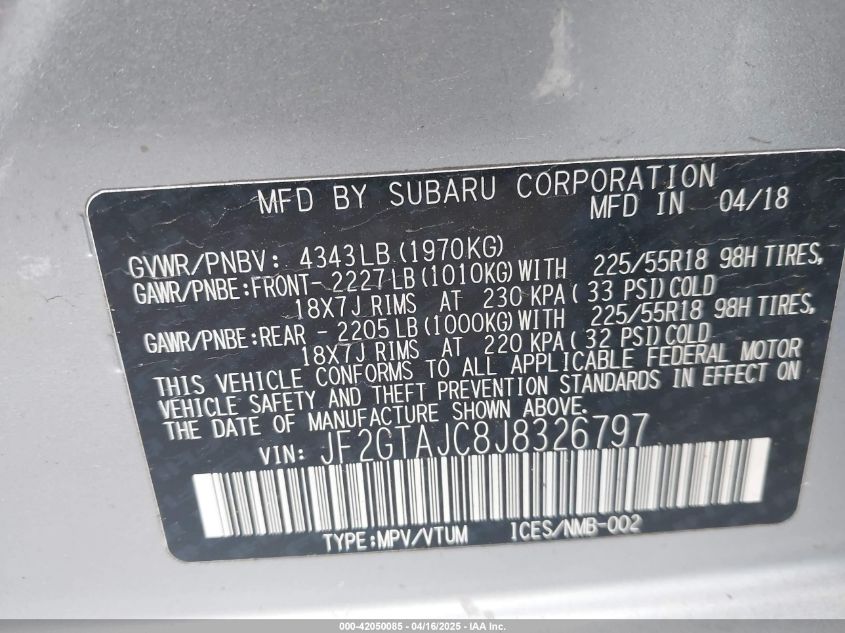 MFD BY SUBARU CORPORATION
MFD IN 04/18
GVWR/PNBV: 4343LB (1970KG)
GAWR/PNBE:FRONT- 2227 LB (1010KG) WITH 225/55R18 98H TIRES,
18X7J RIMS AT 230 KPA ( 33 PSI) COLD
GAWR/PNBE:REAR - 2205 LB (1000KG) WITH 225/55R18 98H TIRES,
18X7J RIMS AT 220 KPA ( 32 PSI) COLD
THIS VEHICLE CONFORMS TO ALL APPLICABLE FEDERAL MOTOR
VEHICLE SAFETY AND THEFT PREVENTION STANDARDS IN EFFECT ON
THE DATE OF MANUFACTURE SHOWN ABOVE.
VIN: JF2GTAJC8J8326797
TYPE:MPV/VTUM ICES/NMB-002
000-42050085 - 04/16/2025 - IAA Inc.